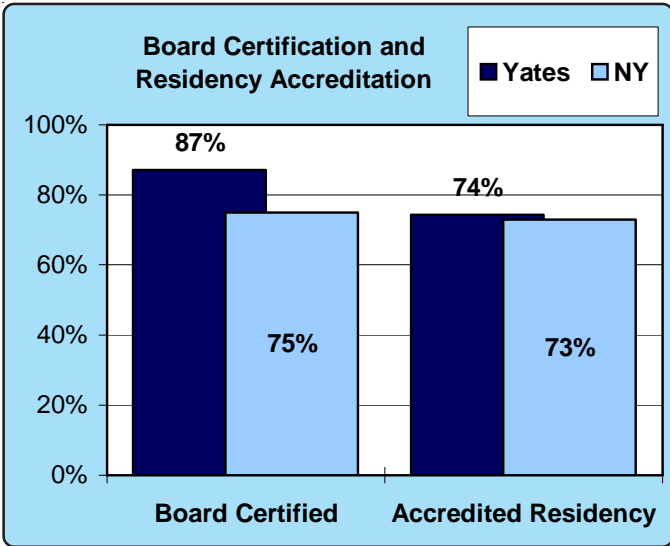 Board Certification and
Residency Accreditation
Yates NY
100%
80%
60%
40%
20%
0%
87%
75%
74%
73%
Board Certified Accredited Residency